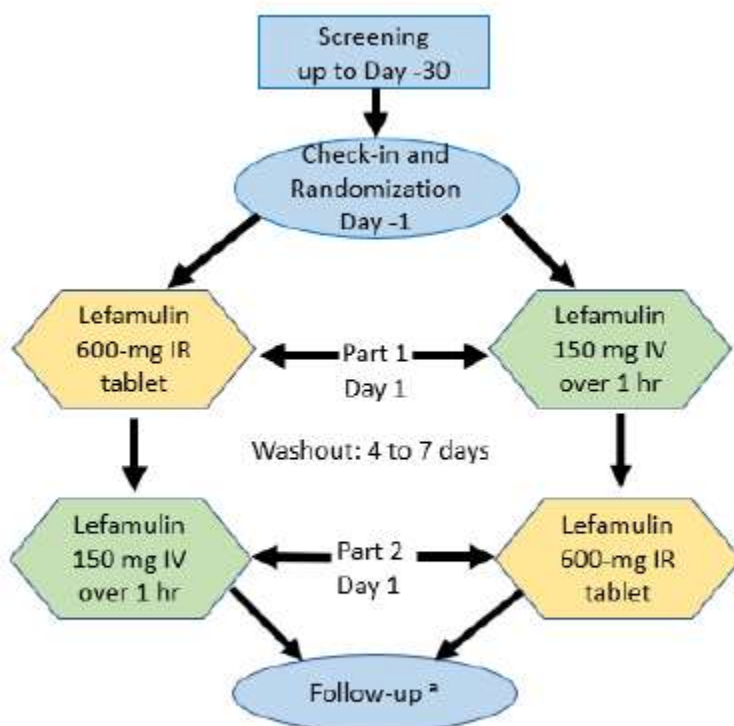 Screening
up to Day -30
Check-in and
Randomization
Day -1
Lefamulin
600-mg IR
tablet
Part 1
Day 1
Lefamulin
150 mg IV
over 1 hr
Washout: 4 to 7 days
Lefamulin
150 mg IV
over 1 hr
Part 2
Day 1
Lefamulin
600-mg IR
tablet
Follow-up ª